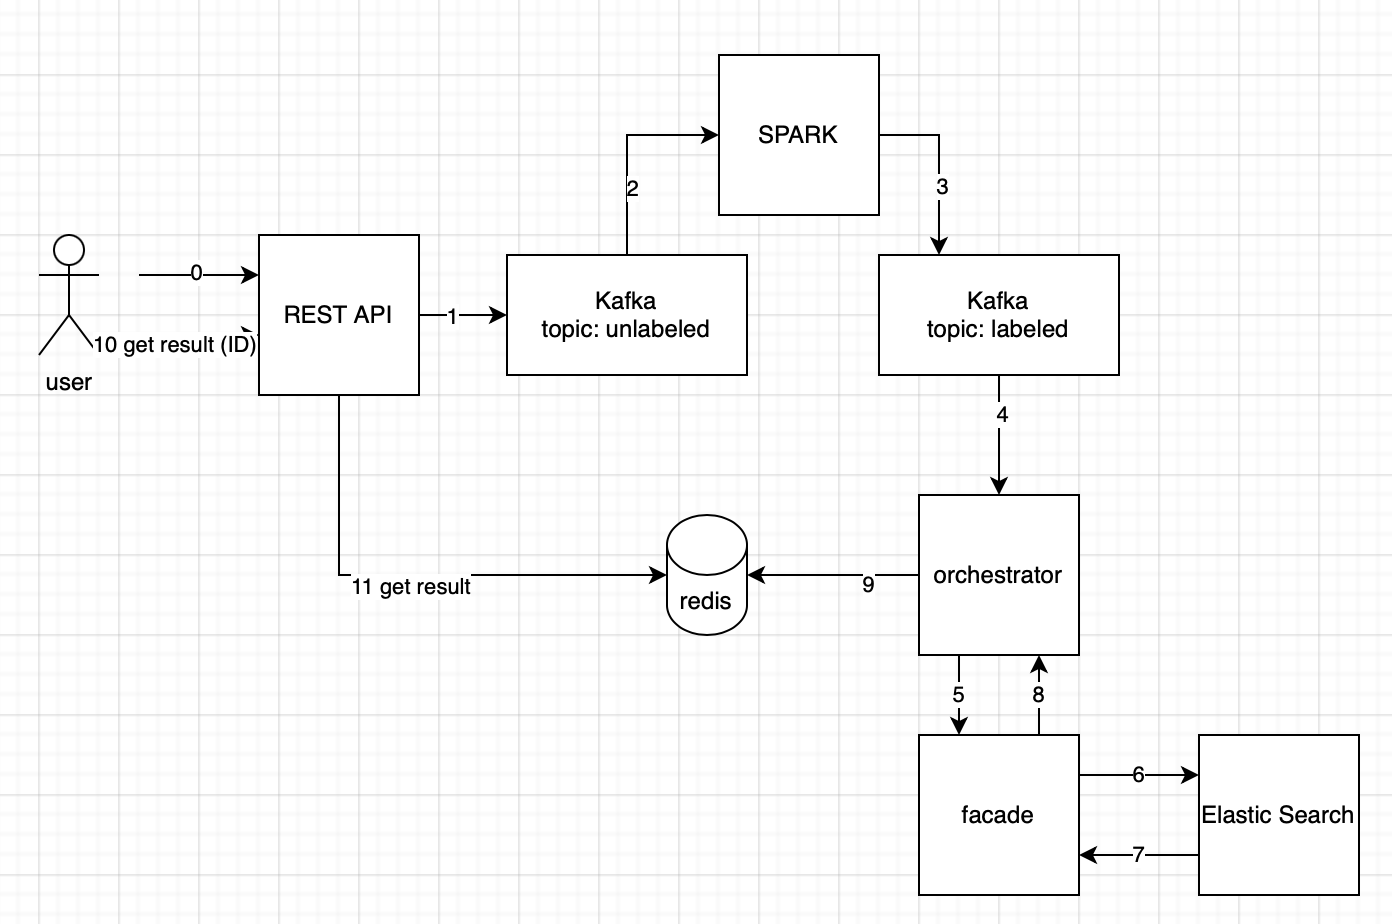 SPARK
2
3
0
REST API
1
Kafka
topic: unlabeled
Kafka
topic: labeled
10 get result (ID)
user
4
11 get result
redis
9
orchestrator
5
8
6
facade
Elastic Search
7